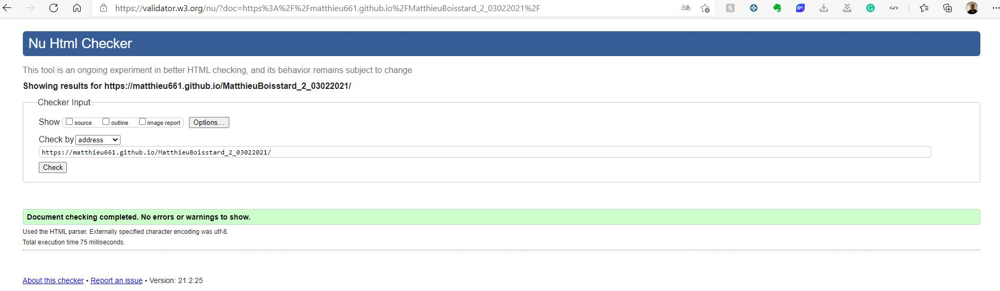 https://validator.w3.org/nu/?doc=https%3A%2F%2Fmatthieu661.github.io%2FMatthieuBoisstard_2_03022021%2F
Nu Html Checker
This tool is an ongoing experiment in better HTML checking, and its behavior remains subject to change
Showing results for https://matthieu661.github.io/MatthieuBoisstard_2_03022021/
Checker Input
Show source outline image report Options...
Check by address
https://matthieu661.github.io/MatthieuBoisstard_2_03022021/
Check
Document checking completed. No errors or warnings to show.
Used the HTML parser. Externally specified character encoding was utf-8.
Total execution time 75 milliseconds.
About this checker • Report an issue • Version: 21.2.25